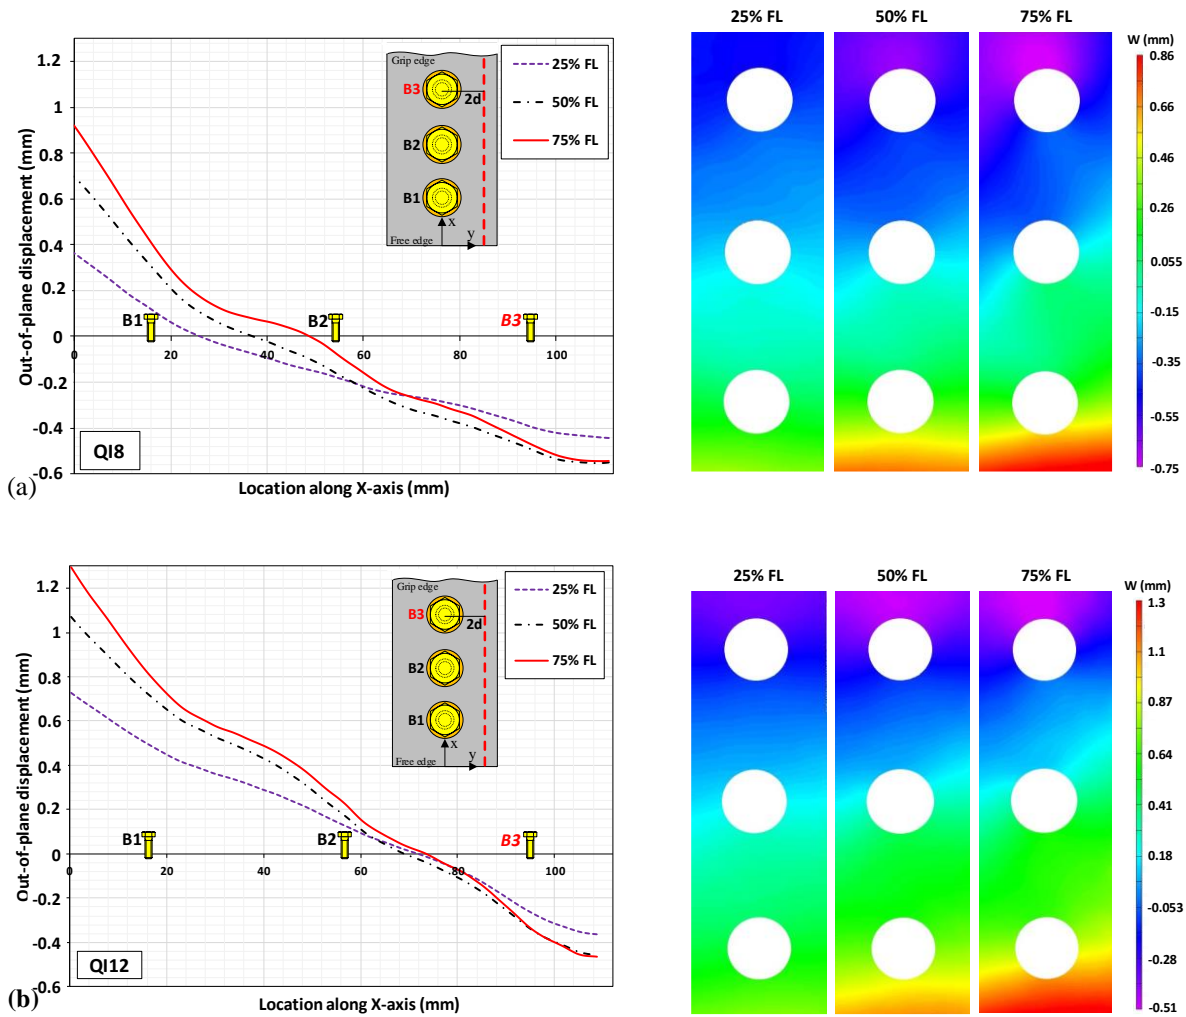 25% FL
50% FL
75% FL
W (mm)
1.2
1
0.8
0.6
0.4
0.2
0
-0.2
-0.4
-0.6
Out-of-plane displacement (mm)
Grip edge
B3
2d
B2
B1
x
y
Free edge
25% FL
50% FL
75% FL
B1
B2
B3
0
20
40
60
80
100
QI8
(a)
Location along X-axis (mm)
0.86
0.66
0.46
0.26
0.055
-0.15
-0.35
-0.55
-0.75
25% FL
50% FL
75% FL
W (mm)
1.2
1
0.8
0.6
0.4
0.2
0
-0.2
-0.4
-0.6
Out-of-plane displacement (mm)
Grip edge
B3
2d
B2
B1
x
y
Free edge
25% FL
50% FL
75% FL
B1
B2
B3
0
20
40
60
80
100
QI12
(b)
Location along X-axis (mm)
1.3
1.1
0.87
0.64
0.41
0.18
-0.053
-0.28
-0.51